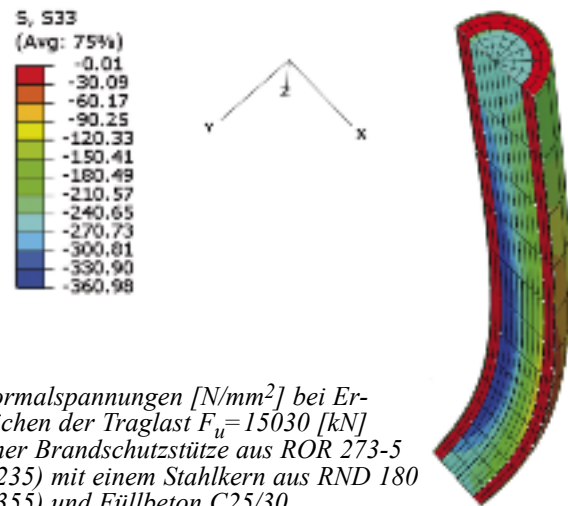 S, S33
(Avg: 75%)
-0.01
-30.09
-60.17
-90.25
-120.33
-150.41
-180.49
-210.57
-240.65
-270.73
-300.81
-330.90
-360.98
Y
Z
X
ormalspannungen [N/mm²] bei Er-
ichen der Traglast Fu=15030 [kN]
ner Brandschutzstütze aus ROR 273-5
235) mit einem Stahlkern aus RND 180
355) und Füllbeton C25/30